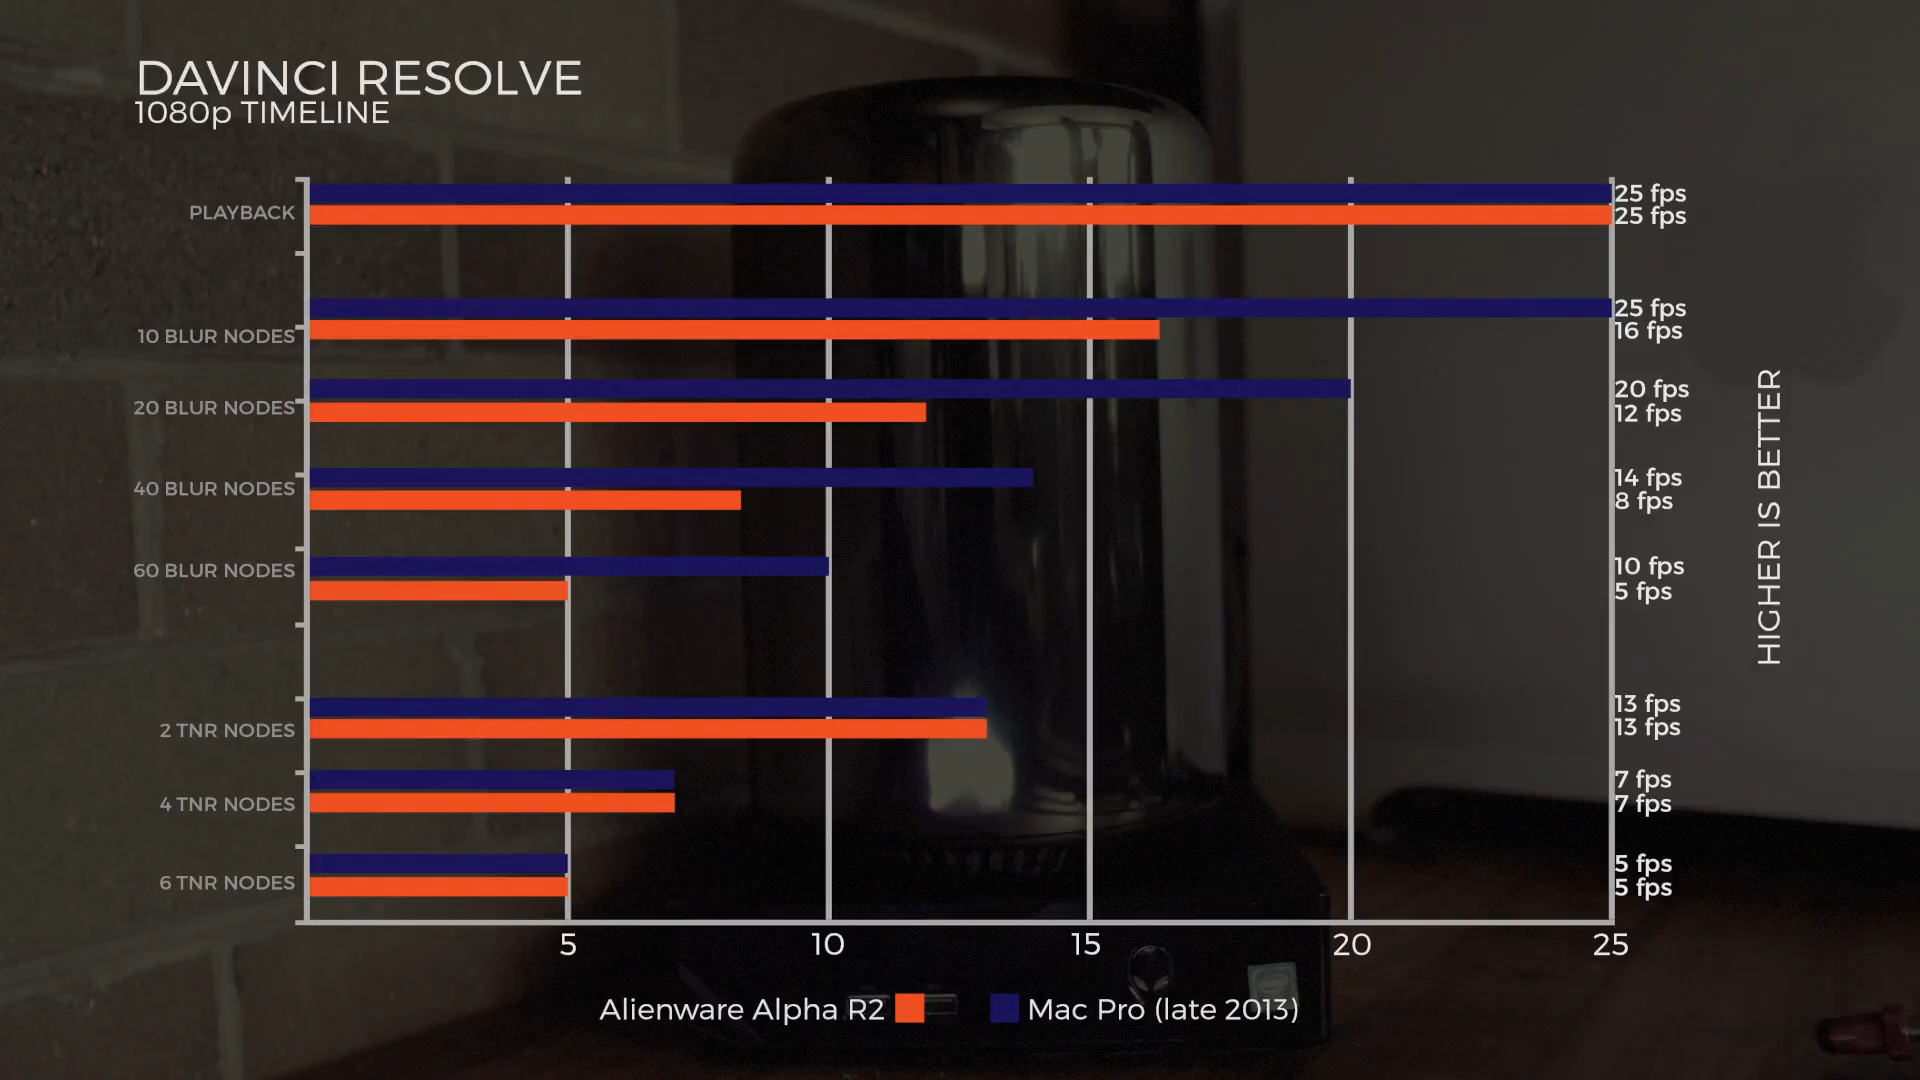 DAVINCI RESOLVE
1080p TIMELINE
PLAYBACK
25 fps
25 fps
10 BLUR NODES
25 fps
16 fps
20 BLUR NODES
20 fps
12 fps
40 BLUR NODES
14 fps
8 fps
60 BLUR NODES
10 fps
5 fps
2 TNR NODES
13 fps
13 fps
4 TNR NODES
7 fps
7 fps
6 TNR NODES
5 fps
5 fps
HIGHER IS BETTER
5 10 15 20 25
Alienware Alpha R2
Mac Pro (late 2013)